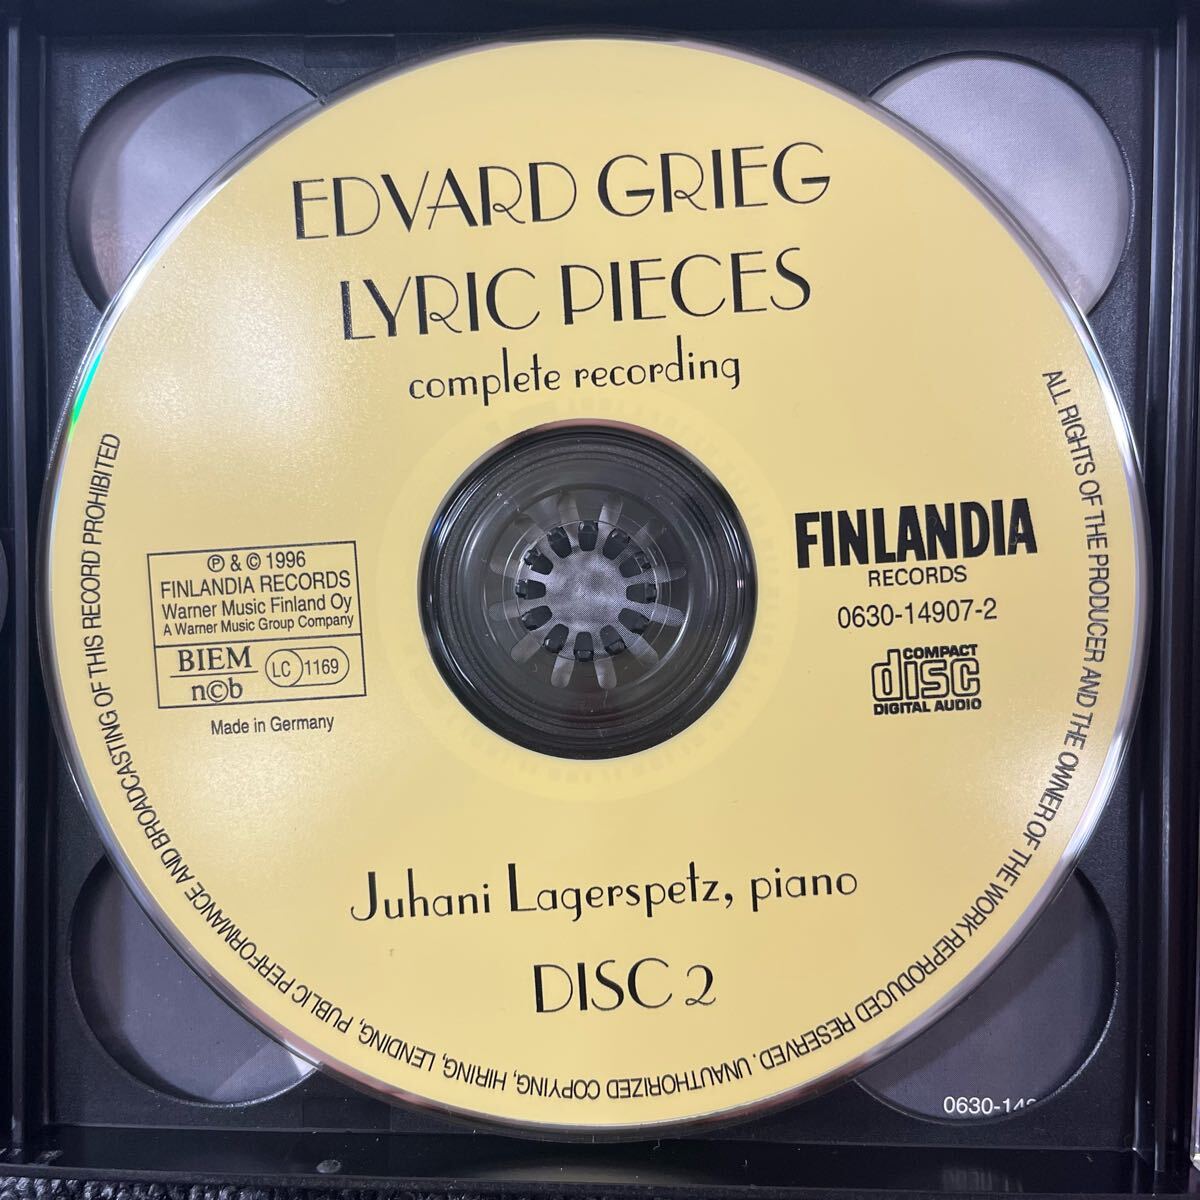 EDVARD GRIEG
LYRIC PIECES
complete recording
℗ & © 1996
FINLANDIA RECORDS
Warner Music Finland Oy
A Warner Music Group Company
BIEM
n©b
LC 1169
Made in Germany
FINLANDIA
RECORDS
0630-14907-2
COMPACT
disc
DIGITAL AUDIO
Juhani Lagerspetz, piano
DISC 2
ALL RIGHTS OF THE PRODUCER AND THE OWNER OF THE WORK REPRODUCED RESERVED. UNAUTHORIZED COPYING, HIRING, LENDING, PUBLIC PERFORMANCE AND BROADCASTING OF THIS RECORD PROHIBITED